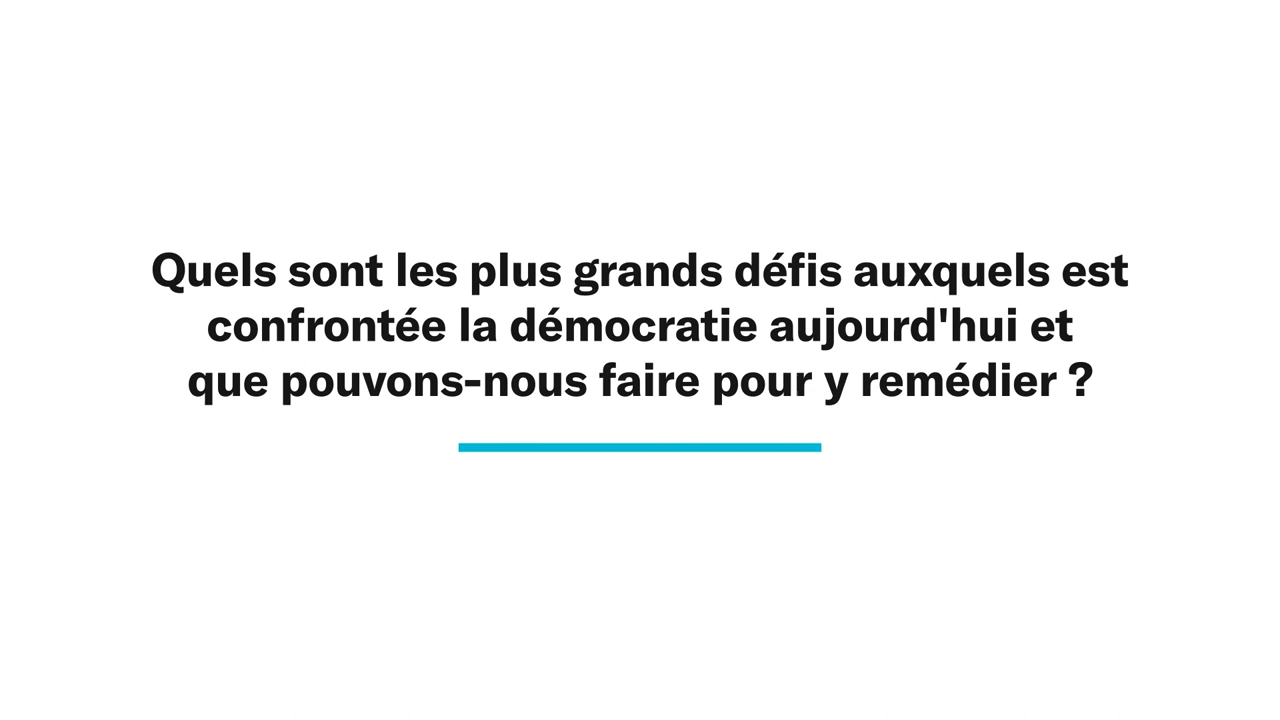 Quels sont les plus grands défis auxquels est
confrontée la démocratie aujourd'hui et
que pouvons-nous faire pour y remédier ?